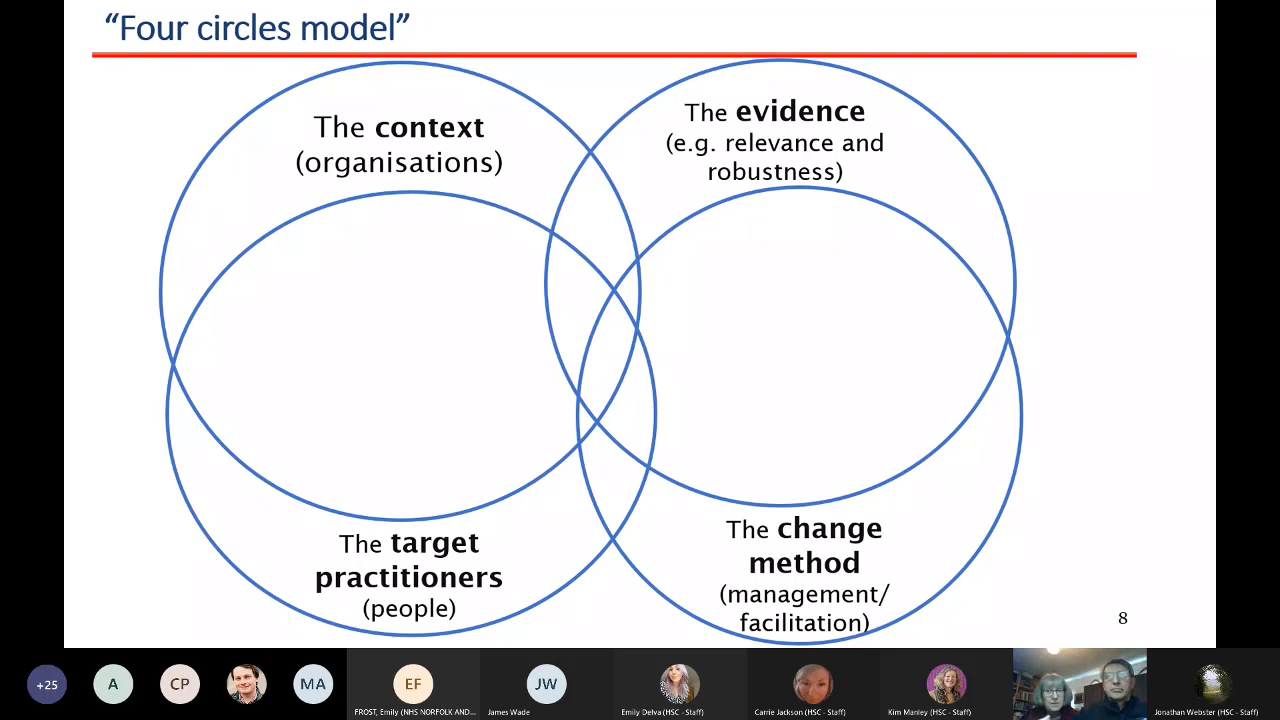 “Four circles model”
The context
(organisations)
The evidence
(e.g. relevance and
robustness)
The target
practitioners
(people)
The change
method
(management/
facilitation)
8
+25
A
CP
MA
EF
JW
FROST, Emily (NHS NORFOLK AND...
James Wade
Emily Delva (HSC - Staff)
Carrie Jackson (HSC - Staff)
Kim Manley (HSC - Staff)
Jonathan Webster (HSC - Staff)